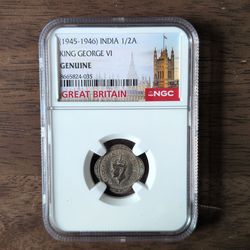 (1945-1946) INDIA 1/2A
KING GEORGE VI
GENUINE
8665824-035
GREAT BRITAIN
NGC